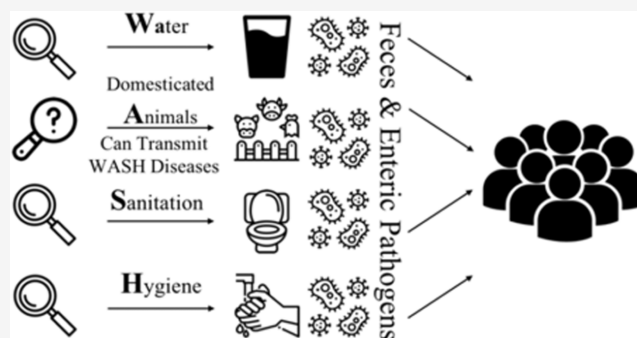 Water
Domesticated
Animals
Can Transmit
WASH Diseases
Sanitation
Hygiene
?
Feces & Enteric Pathogens